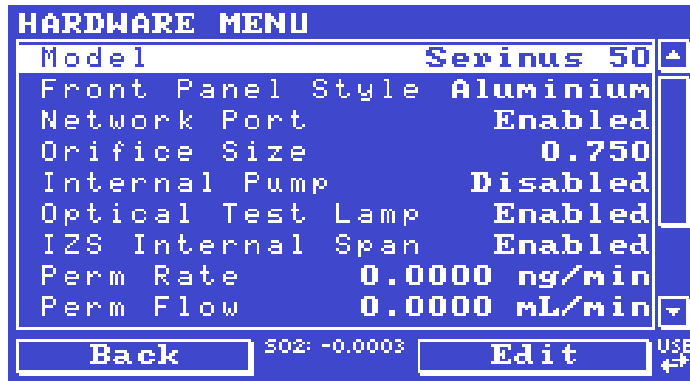 HARDWARE MENU
Model Serinus 50
Front Panel Style Aluminium
Network Port Enabled
Orifice Size 0.750
Internal Pump Disabled
Optical Test Lamp Enabled
IZS Internal Span Enabled
Perm Rate 0.0000 ng/min
Perm Flow 0.0000 mL/min
Back SO2: -0.0003 Edit USB